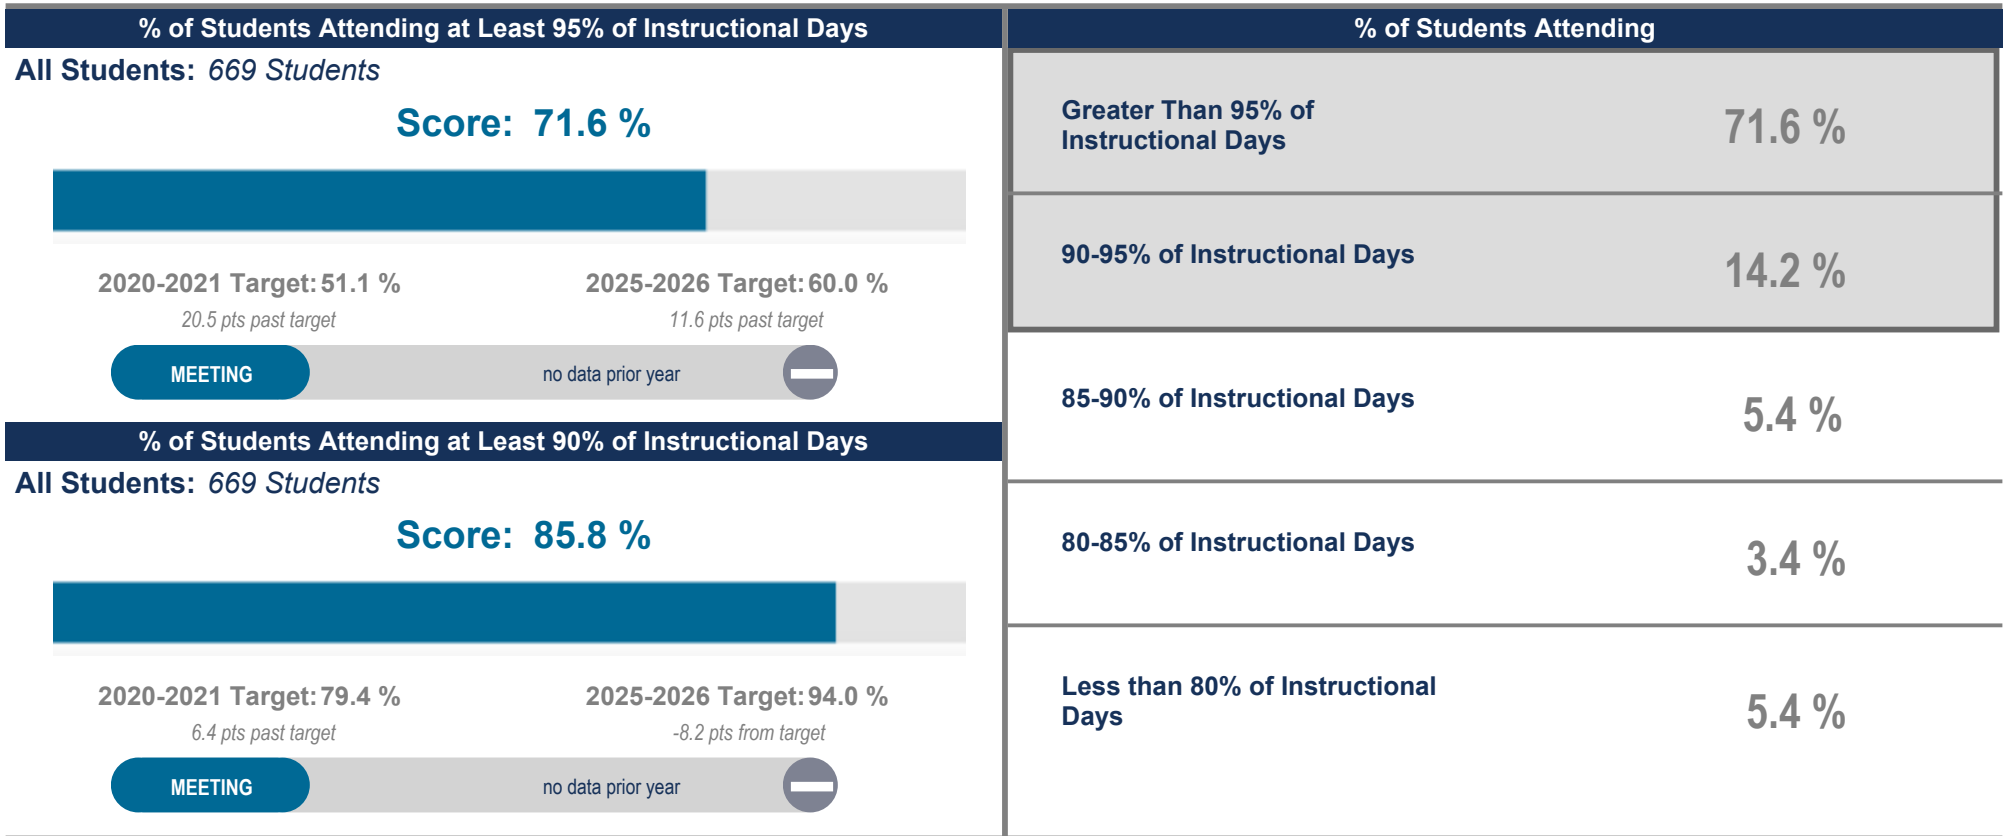 % of Students Attending at Least 95% of Instructional Days
All Students: 669 Students
Score: 71.6 %
2020-2021 Target: 51.1 %
20.5 pts past target
2025-2026 Target: 60.0 %
11.6 pts past target
MEETING
no data prior year
% of Students Attending at Least 90% of Instructional Days
All Students: 669 Students
Score: 85.8 %
2020-2021 Target: 79.4 %
6.4 pts past target
2025-2026 Target: 94.0 %
-8.2 pts from target
MEETING
no data prior year
% of Students Attending
Greater Than 95% of
Instructional Days
71.6 %
90-95% of Instructional Days
14.2 %
85-90% of Instructional Days
5.4 %
80-85% of Instructional Days
3.4 %
Less than 80% of Instructional
Days
5.4 %